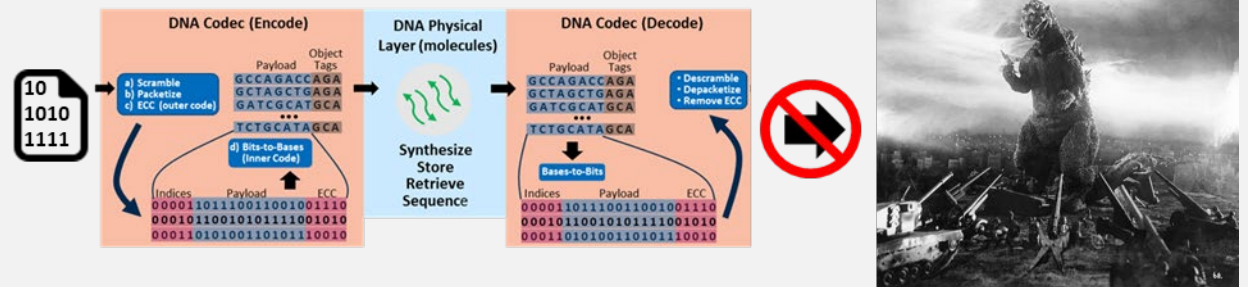 10
1010
1111
DNA Codec (Encode)
a) Scramble
b) Packetize
c) ECC (outer code)
Payload
Object
Tags
GCCAGACCAGA
GCTAGCTGAGA
GATCGCATGCA
•••
TCTGCATAGCA
d) Bits-to-Bases
(Inner Code)
Indices Payload ECC
00001101110011001001110
00010110010101111001010
00011010100110101110010
DNA Physical
Layer (molecules)
Synthesize
Store
Retrieve
Sequence
DNA Codec (Decode)
Payload
Object
Tags
GCCAGACCAGA
GCTAGCTGAGA
GATCGCATGCA
•••
TCTGCATAGCA
Bases-to-Bits
Indices Payload ECC
00001101110011001001110
00010110010101111001010
00011010100110101110010
• Descramble
• Depacketize
• Remove ECC